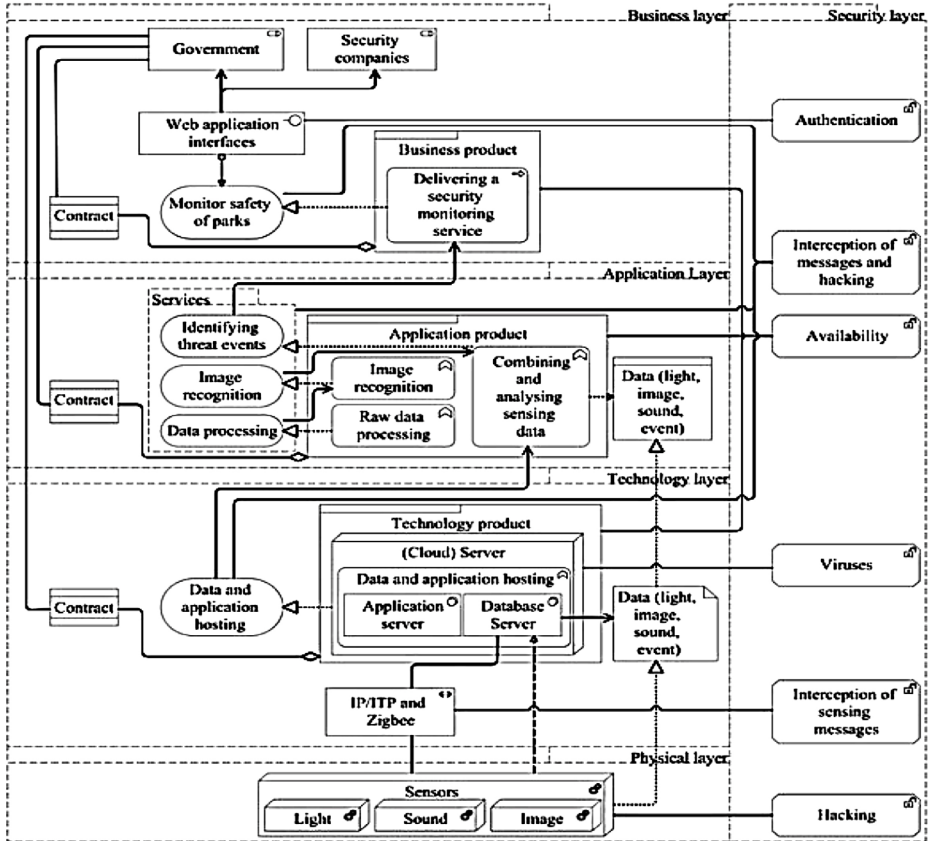 Business layer
Security layer
Government
Security
companies
Web application
interfaces
Authentication
Business product
Delivering a
security
monitoring
service
Monitor safety
of parks
Contract
Interception of
messages and
hacking
Application Layer
Services
Identifying
threat events
Application product
Availability
Image
recognition
Image
recognition
Combining
and
analysing
sensing
data
Data (light,
image,
sound,
event)
Contract
Data processing
Raw data
processing
Technology layer
Technology product
(Cloud) Server
Data and application hosting
Application
server
Database
Server
Viruses
Data and
application
hosting
Contract
Data (light,
image,
sound,
event)
IP/ITP and
Zigbee
Interception of
sensing
messages
Physical layer
Sensors
Light
Sound
Image
Hacking